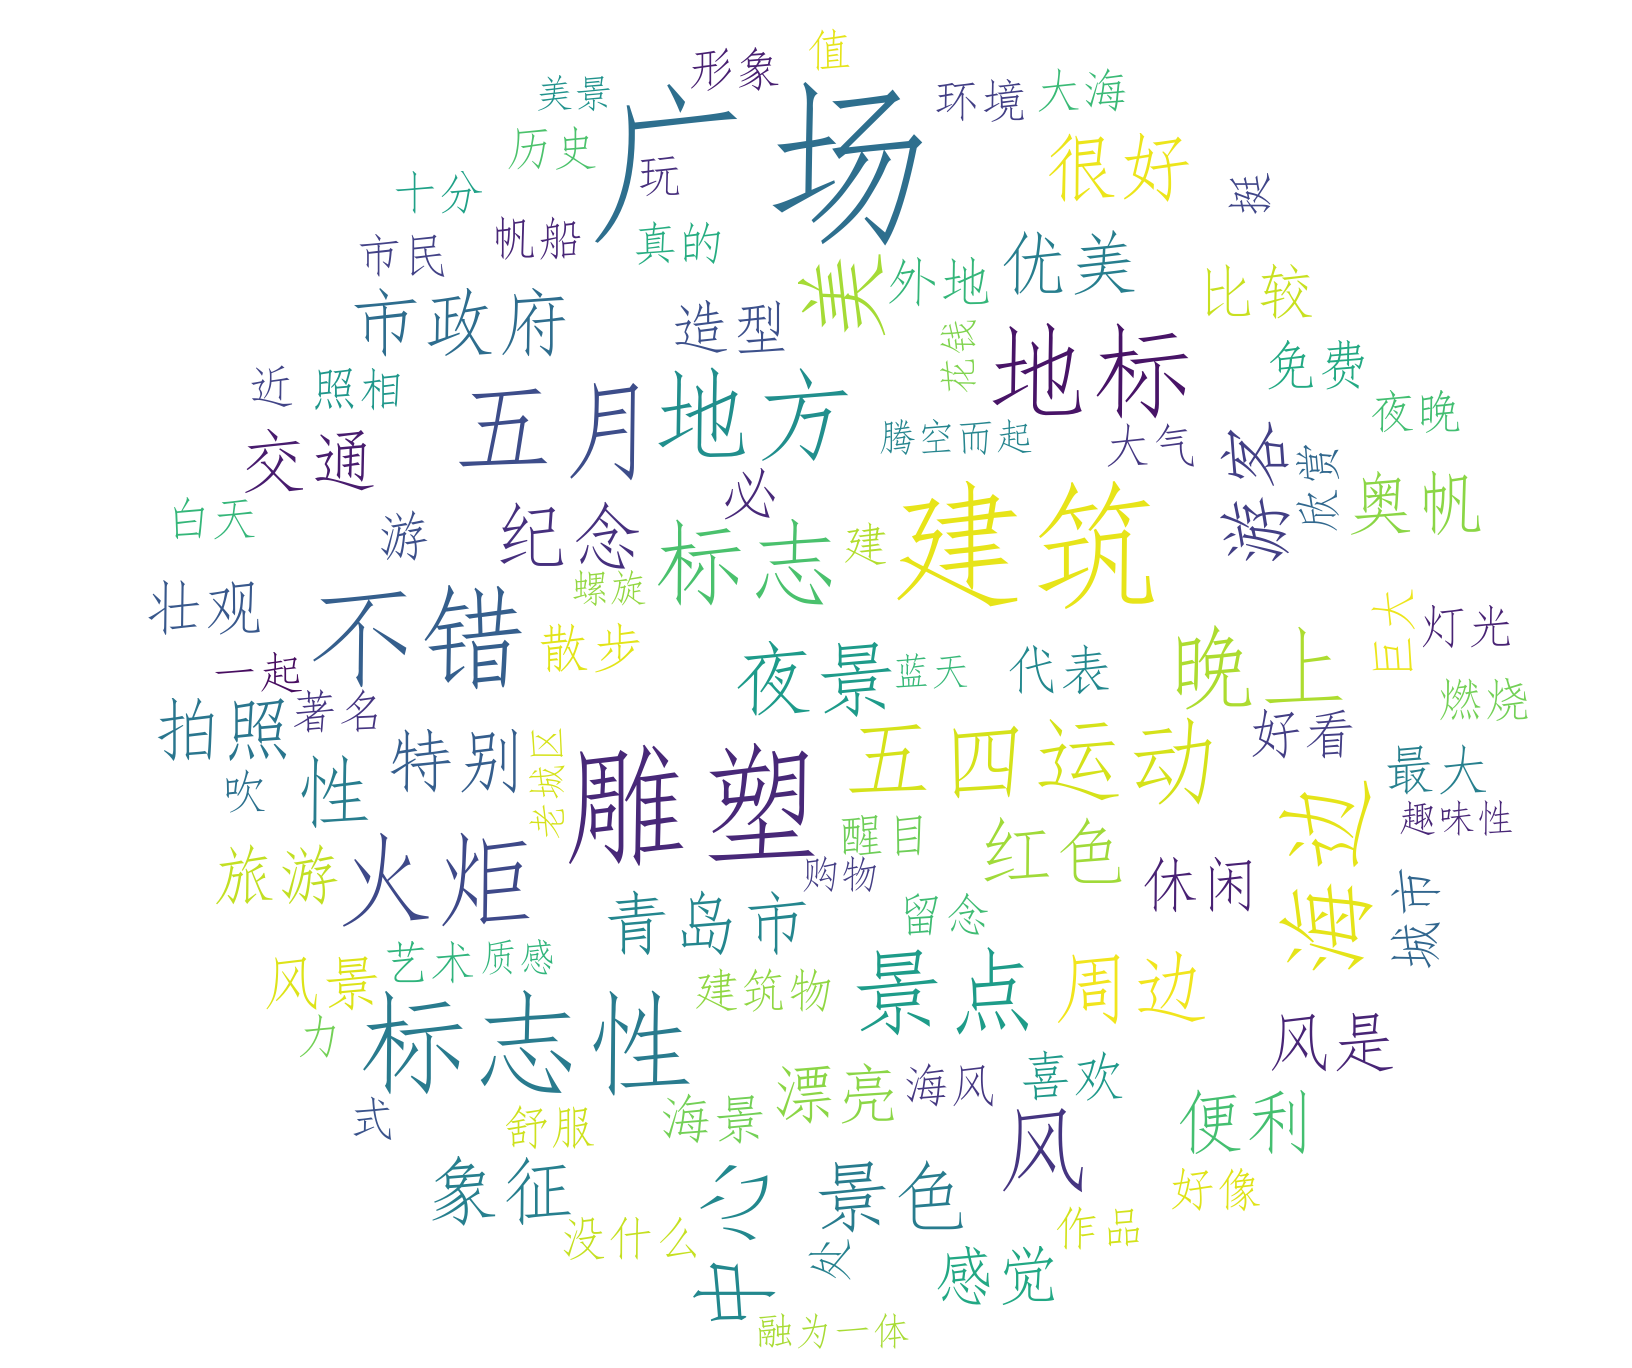 值
形象
美景
广场
环境
大海
历史
玩
很好
十分
挺
市民
帆船
真的
美
外地
优美
比较
市政府
造型
花钱
地标
免费
近
照相
五月
地方
腾空而起
大气
夜晚
交通
必
游客
欣赏
奥帆
白天
游
纪念
标志
建
建筑
壮观
不错
螺旋
散步
巨大
灯光
一起
著名
夜景
蓝天
代表
晚上
燃烧
拍照
特别
老城区
雕塑
五四运动
好看
最大
吹
性
醒目
红色
海边
趣味性
旅游
火炬
购物
休闲
青岛市
留念
城市
风景
艺术
质感
建筑物
景点
周边
力
标志性
风是
式
舒服
海景
漂亮
海风
喜欢
便利
象征
中心
景色
风
好像
没什么
处
感觉
作品
融为一体